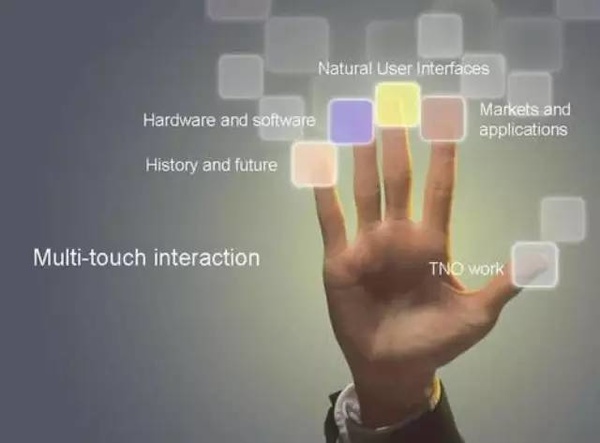 Natural User Interfaces
Hardware and software
Markets and
applications
History and future
Multi-touch interaction
TNO work